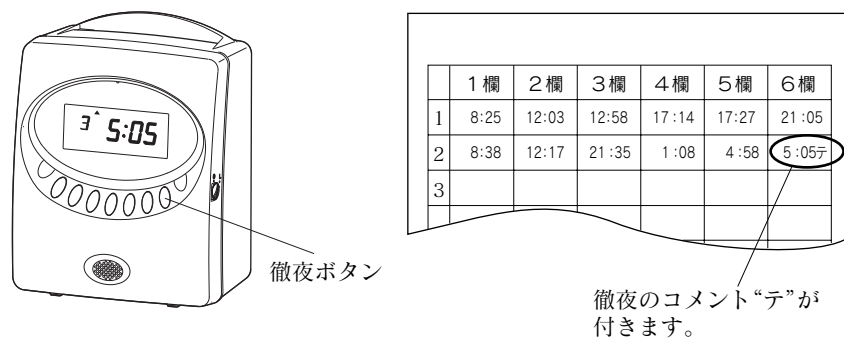 3 5:05
徹夜ボタン
1欄 2欄 3欄 4欄 5欄 6欄
1 8:25 12:03 12:58 17:14 17:27 21:05
2 8:38 12:17 21:35 1:08 4:58 5:05テ
3
徹夜のコメント“テ”が
付きます。